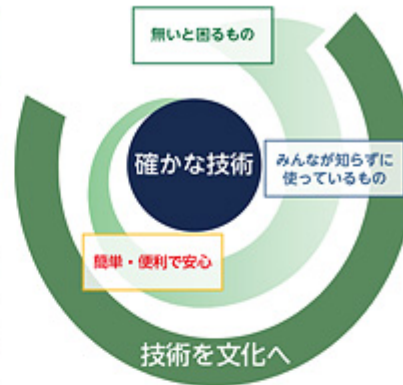 無いと困るもの
確かな技術
みんなが知らずに
使っているもの
簡単・便利で安心
技術を文化へ